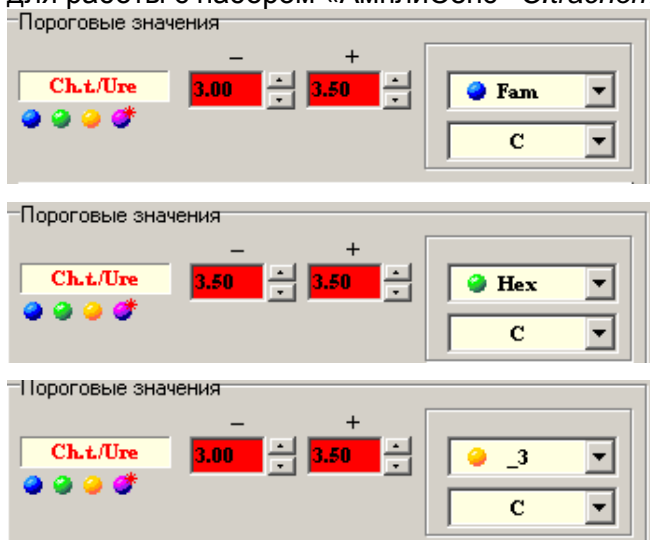 для работы с набором «АмплиСенс
Пороговые значения
– +
Ch.t./Ure 3.00 3.50 Fam
C
Пороговые значения
– +
Ch.t./Ure 3.50 3.50 Hex
C
Пороговые значения
– +
Ch.t./Ure 3.00 3.50 _3
C